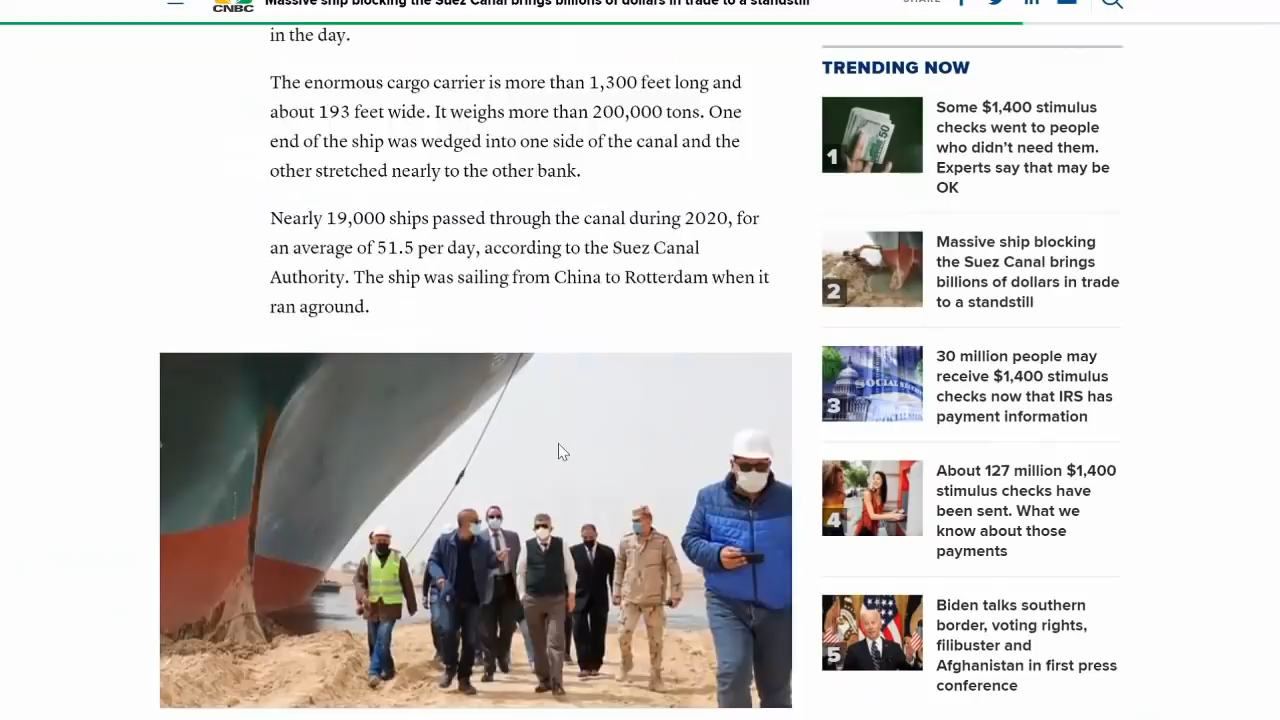 CNBC
Massive ship blocking the Suez Canal brings billions of dollars in trade to a standstill
SHARE
in the day.
The enormous cargo carrier is more than 1,300 feet long and
about 193 feet wide. It weighs more than 200,000 tons. One
end of the ship was wedged into one side of the canal and the
other stretched nearly to the other bank.
Nearly 19,000 ships passed through the canal during 2020, for
an average of 51.5 per day, according to the Suez Canal
Authority. The ship was sailing from China to Rotterdam when it
ran aground.
TRENDING NOW
1
Some $1,400 stimulus
checks went to people
who didn’t need them.
Experts say that may be
OK
2
Massive ship blocking
the Suez Canal brings
billions of dollars in trade
to a standstill
3
30 million people may
receive $1,400 stimulus
checks now that IRS has
payment information
4
About 127 million $1,400
stimulus checks have
been sent. What we
know about those
payments
5
Biden talks southern
border, voting rights,
filibuster and
Afghanistan in first press
conference